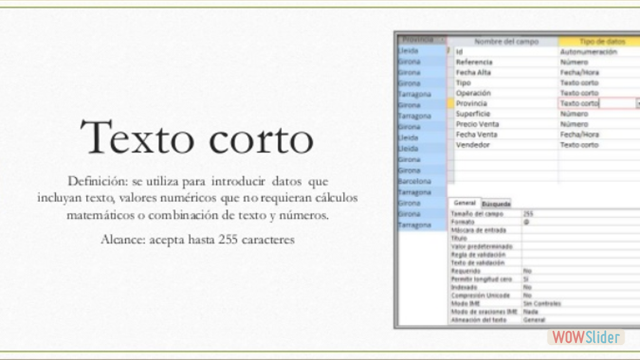 Texto corto
Definición: se utiliza para introducir datos que
incluyan texto, valores numéricos que no requieran cálculos
matemáticos o combinación de texto y números.
Alcance: acepta hasta 255 caracteres
Provincia
Lleida
Girona
Girona
Girona
Tarragona
Girona
Tarragona
Girona
Lleida
Lleida
Girona
Girona
Barcelona
Tarragona
Girona
Girona
Tarragona
Nombre del campo Tipo de datos
Id Autonumeración
Referencia Número
Fecha Alta Fecha/Hora
Tipo Texto corto
Operación Texto corto
Provincia Texto corto
Superficie Número
Precio Venta Número
Fecha Venta Fecha/Hora
Vendedor Texto corto
General Búsqueda
Tamaño del campo 255
Formato @
Máscara de entrada
Título
Valor predeterminado
Regla de validación
Texto de validación
Requerido No
Permitir longitud cero Sí
Indexado No
Compresión Unicode No
Modo IME Sin Controles
Modo de oraciones IME Nada
Alineación del texto General
WOWSlider